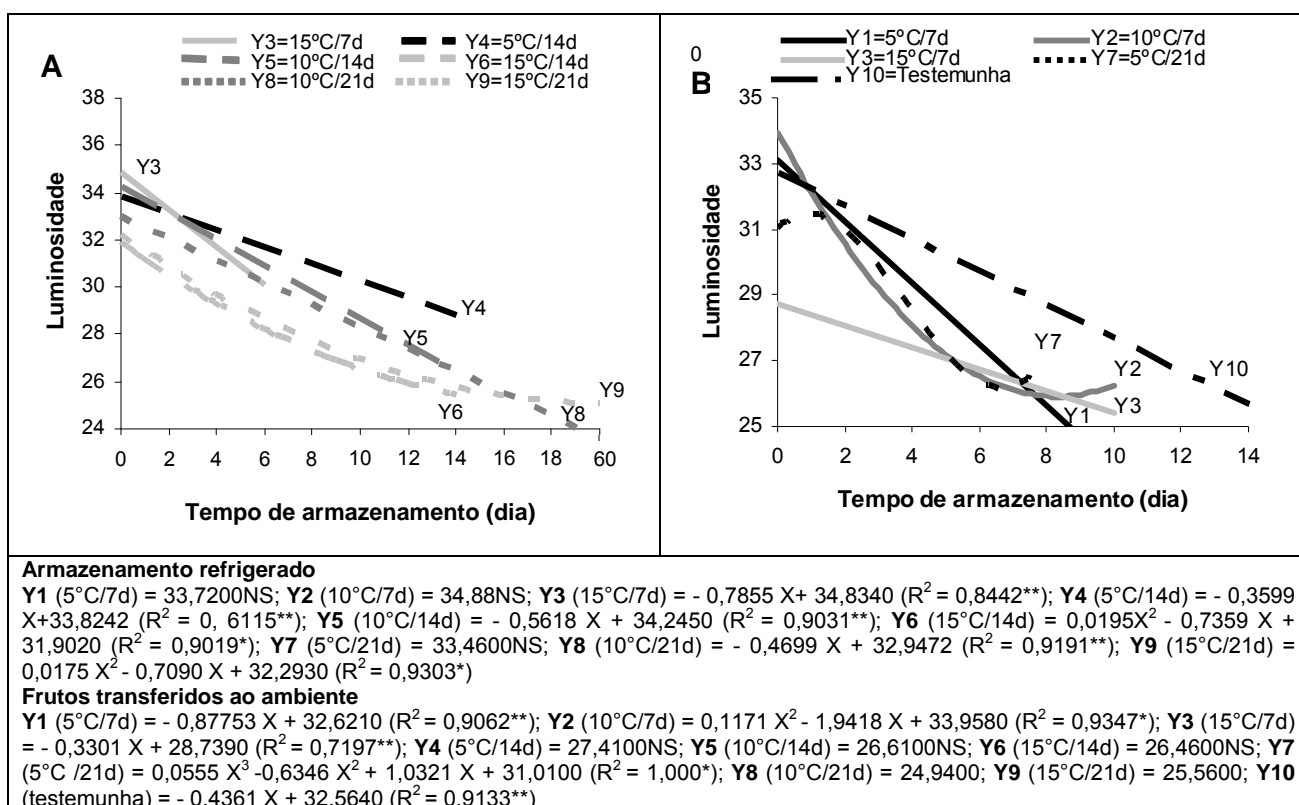 A
Y3=15ºC/7d Y4=5°C/14d
Y5=10ºC/14d Y6=15°C/14d
Y8=10ºC/21d Y9=15°C/21d
38
36
34
32
30
28
26
24
Luminosidade
Y3
Y4
Y5
Y6
Y8
Y9
0 2 4 6 8 10 12 14 16 18 60
Tempo de armazenamento (dia)
0
B
Y1=5ºC/7d Y2=10ºC/7d
Y3=15ºC/7d Y7=5°C/21d
Y10=Testemunha
35
33
31
29
27
25
Luminosidade
Y7
Y2
Y10
Y1
Y3
0 2 4 6 8 10 12 14
Tempo de armazenamento (dia)
Armazenamento refrigerado
Y1 (5°C/7d) = 33,7200NS; Y2 (10°C/7d) = 34,88NS; Y3 (15°C/7d) = - 0,7855 X+ 34,8340 (R2 = 0,8442**); Y4 (5°C/14d) = - 0,3599
X+33,8242 (R2 = 0, 6115**); Y5 (10°C/14d) = - 0,5618 X + 34,2450 (R2 = 0,9031**); Y6 (15°C/14d) = 0,0195X2 - 0,7359 X +
31,9020 (R2 = 0,9019*); Y7 (5°C/21d) = 33,4600NS; Y8 (10°C/21d) = - 0,4699 X + 32,9472 (R2 = 0,9191**); Y9 (15°C/21d) =
0,0175 X2- 0,7090 X + 32,2930 (R2 = 0,9303*)
Frutos transferidos ao ambiente
Y1 (5°C/7d) = - 0,87753 X + 32,6210 (R2 = 0,9062**); Y2 (10°C/7d) = 0,1171 X2- 1,9418 X + 33,9580 (R2 = 0,9347*); Y3 (15°C/7d)
= - 0,3301 X + 28,7390 (R2 = 0,7197**); Y4 (5°C/14d) = 27,4100NS; Y5 (10°C/14d) = 26,6100NS; Y6 (15°C/14d) = 26,4600NS; Y7
(5°C /21d) = 0,0555 X3 -0,6346 X2 + 1,0321 X + 31,0100 (R2 = 1,000*); Y8 (10°C/21d) = 24,9400; Y9 (15°C/21d) = 25,5600; Y10
(testemunha) = - 0,4361 X + 32,5640 (R2 = 0,9133**)